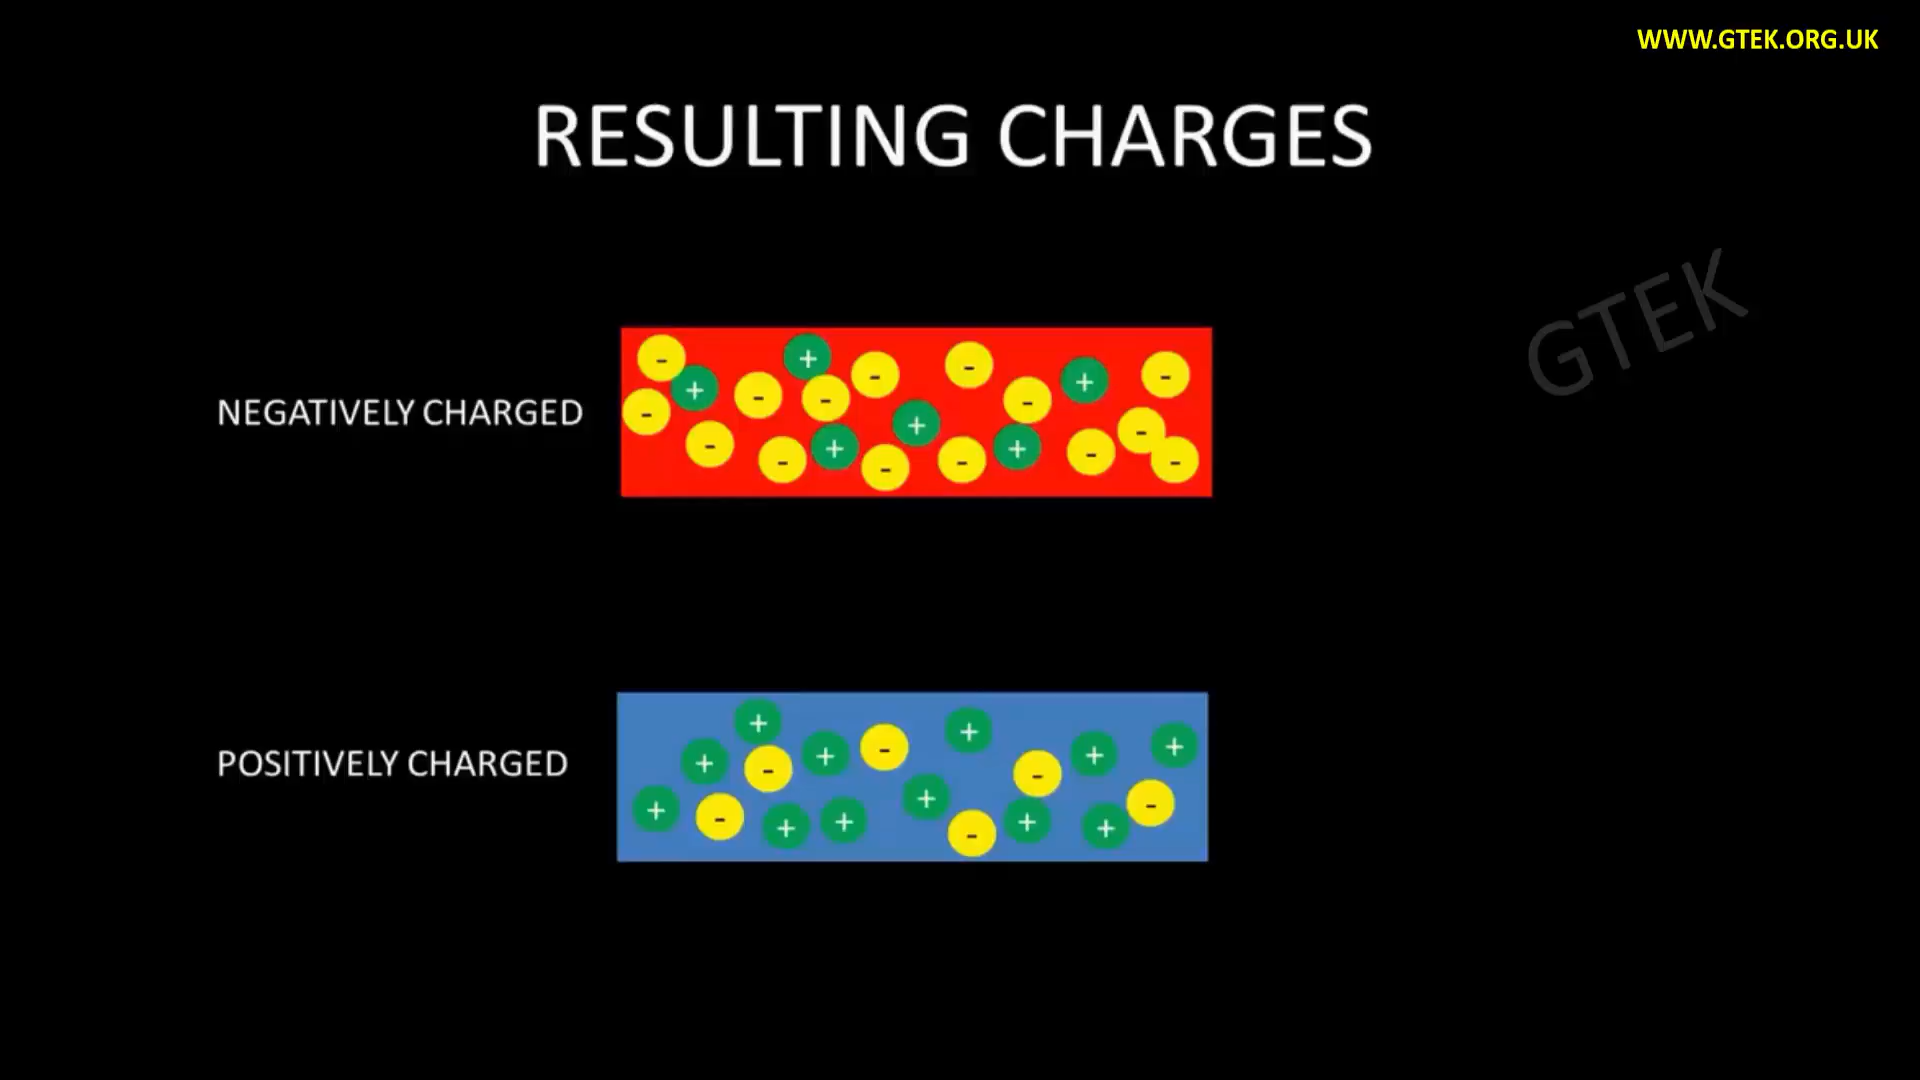 WWW.GTEK.ORG.UK
RESULTING CHARGES
GTEK
NEGATIVELY CHARGED
- + - - + - - + - - + - - + - - + - - - -
POSITIVELY CHARGED
+ + - + - + + + - + + - - + + + - +